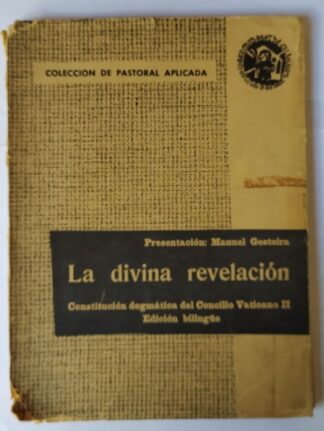 COLECCION DE PASTORAL APLICADA
Presentación: Manuel Gesteira
La divina revelación
Constitución dogmática del Concilio Vaticano II
Edición bilingüe